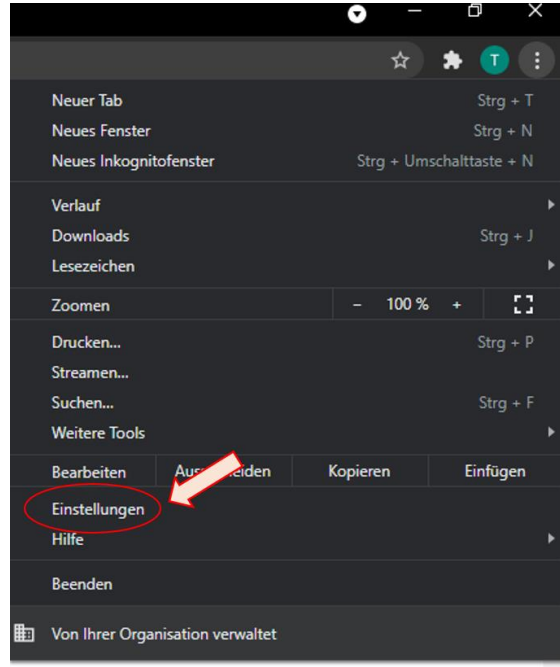 T
Neuer Tab Strg + T
Neues Fenster Strg + N
Neues Inkognitofenster Strg + Umschalttaste + N
Verlauf
Downloads Strg + J
Lesezeichen
Zoomen - 100 % +
Drucken... Strg + P
Streamen...
Suchen... Strg + F
Weitere Tools
Bearbeiten Kopieren Einfügen
Einstellungen
Hilfe
Beenden
Von Ihrer Organisation verwaltet